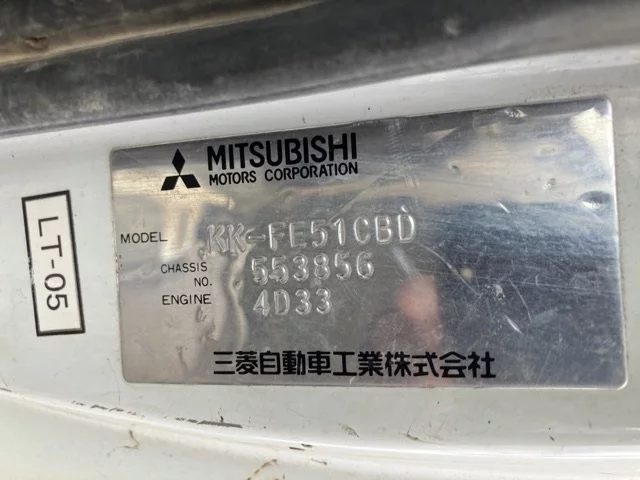 MITSUBISHI
MOTORS CORPORATION
MODEL KK-FE51CBD
CHASSIS NO. 553856
ENGINE 4D33
三菱自動車工業株式会社
LT-05